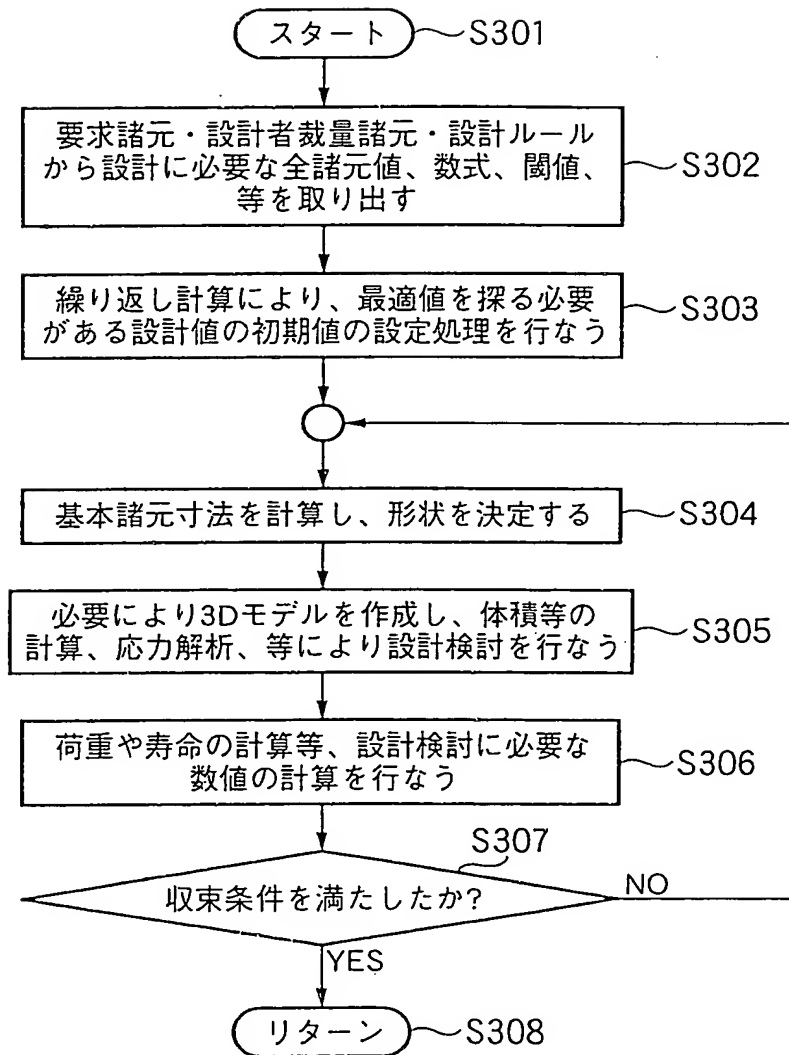 スタート
S301
要求諸元・設計者裁量諸元・設計ルール
から設計に必要な全諸元値、数式、閾値、
等を取り出す
S302
繰り返し計算により、最適値を探る必要
がある設計値の初期値の設定処理を行なう
S303
基本諸元寸法を計算し、形状を決定する
S304
必要により3Dモデルを作成し、体積等の
計算、応力解析、等により設計検討を行なう
S305
荷重や寿命の計算等、設計検討に必要な
数値の計算を行なう
S306
S307
収束条件を満たしたか?
NO
YES
リターン
S308